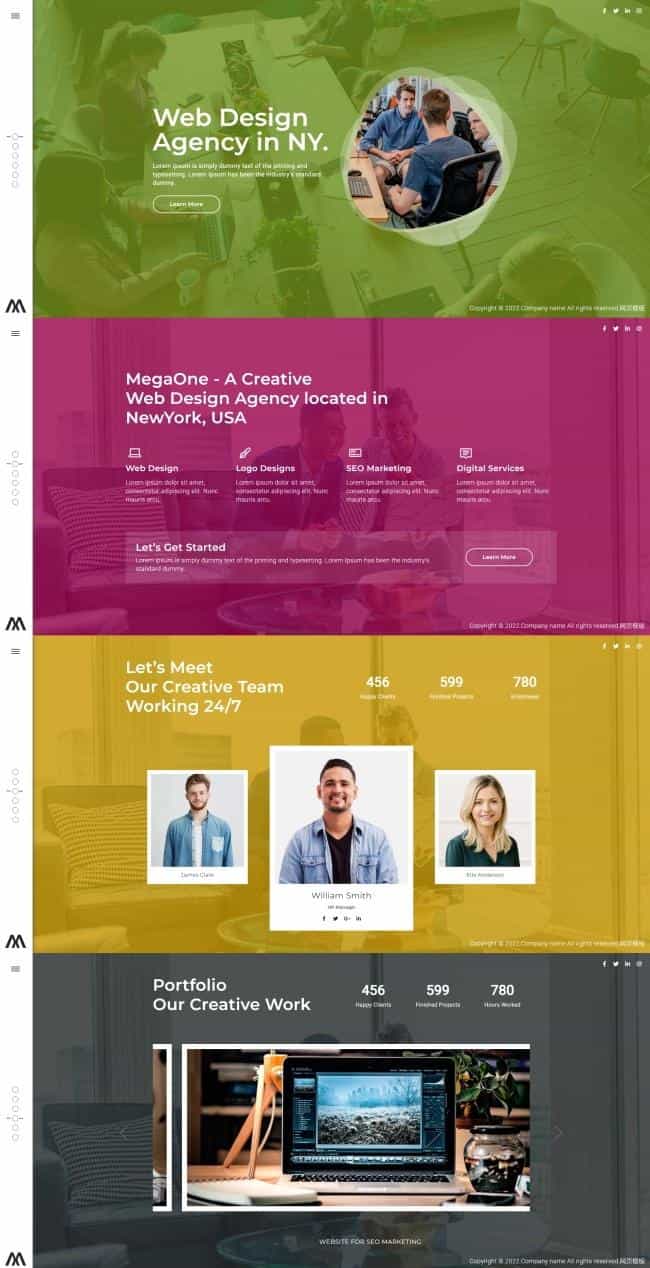 Web Design
Agency in NY.
Lorem Ipsum is simply dummy text of the printing and
typesetting. Lorem Ipsum has been the industry's standard
dummy.
Learn More
Copyright © 2022.Company name All rights reserved.网页模板
MegaOne - A Creative
Web Design Agency located in
NewYork, USA
Web Design
Lorem ipsum dolor sit amet,
consectetur adipiscing elit. Nunc
mauris arcu.
Logo Designs
Lorem ipsum dolor sit amet,
consectetur adipiscing elit. Nunc
mauris arcu.
SEO Marketing
Lorem ipsum dolor sit amet,
consectetur adipiscing elit. Nunc
mauris arcu.
Digital Services
Lorem ipsum dolor sit amet,
consectetur adipiscing elit. Nunc
mauris arcu.
Let's Get Started
Lorem Ipsum is simply dummy text of the printing and typesetting. Lorem Ipsum has been the industry's
standard dummy.
Learn More
Copyright © 2022.Company name All rights reserved.网页模板
Let's Meet
Our Creative Team
Working 24/7
456
Happy Clients
599
Finished Projects
780
James Clark
William Smith
Manager
Copyright © 2022.Company name All rights reserved.网页模板
Portfolio
Our Creative Work
456
Happy Clients
599
Finished Projects
780
Hours Worked
WEBSITE FOR SEO MARKETING
Copyright © 2022.Company name All rights reserved.网页模板